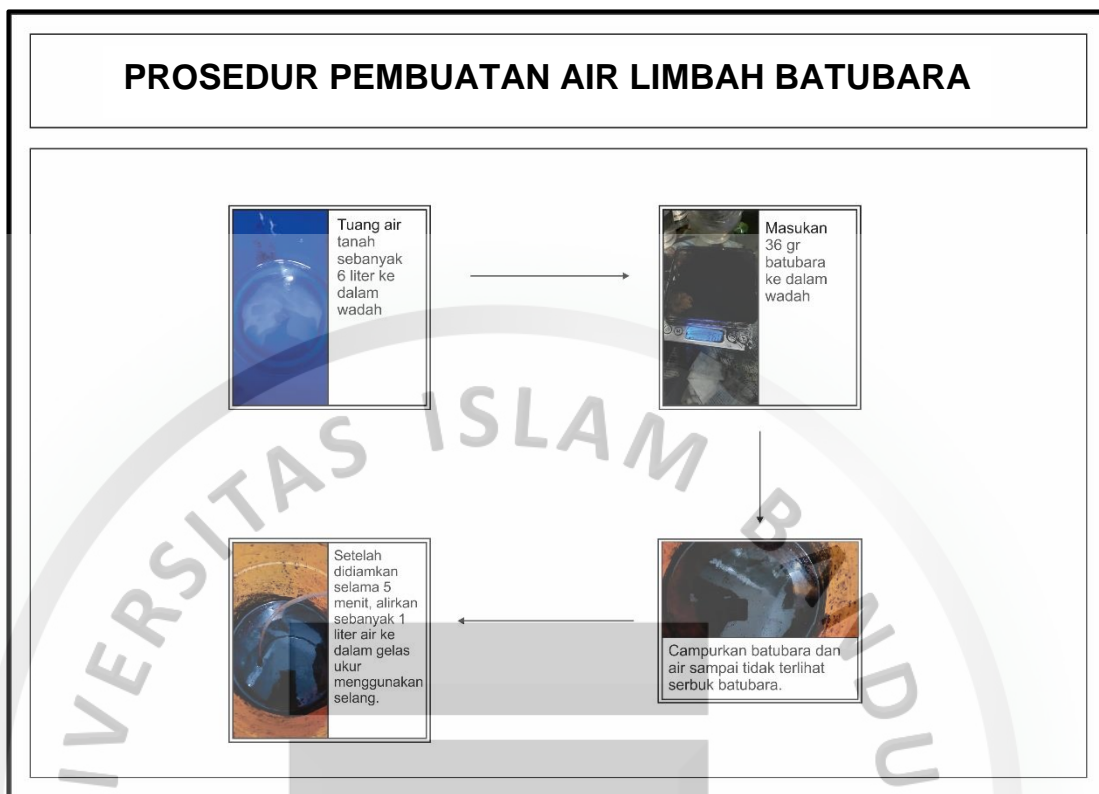 PROSEDUR PEMBUATAN AIR LIMBAH BATUBARA
Tuang air
tanah
sebanyak
6 liter ke
dalam
wadah
Masukan
36 gr
batubara
ke dalam
wadah
Campurkan batubara dan
air sampai tidak terlihat
serbuk batubara.
Setelah
didiamkan
selama 5
menit, alirkan
sebanyak 1
liter air ke
dalam gelas
ukur
menggunakan
selang.
IVERSITAS ISLAM B NDU